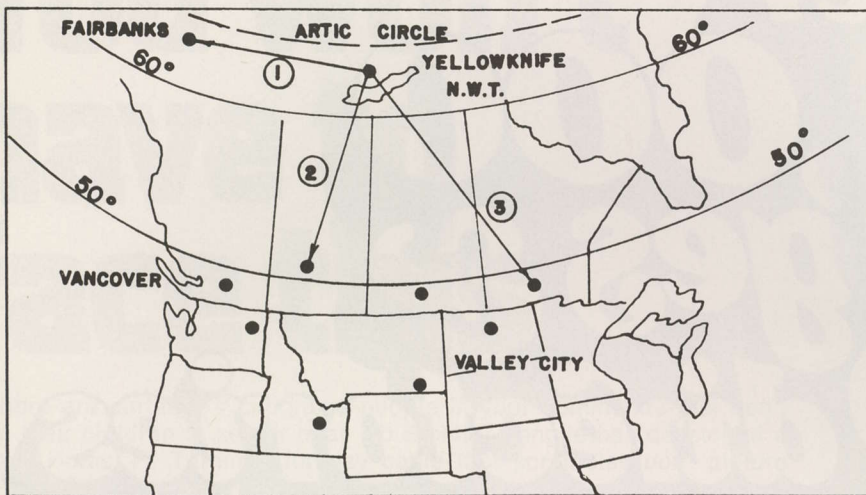 FAIRBANKS
ARTIC CIRCLE
60°
1
YELLOWKNIFE
N.W.T.
60°
50°
2
3
50°
VANCOVER
VALLEY CITY